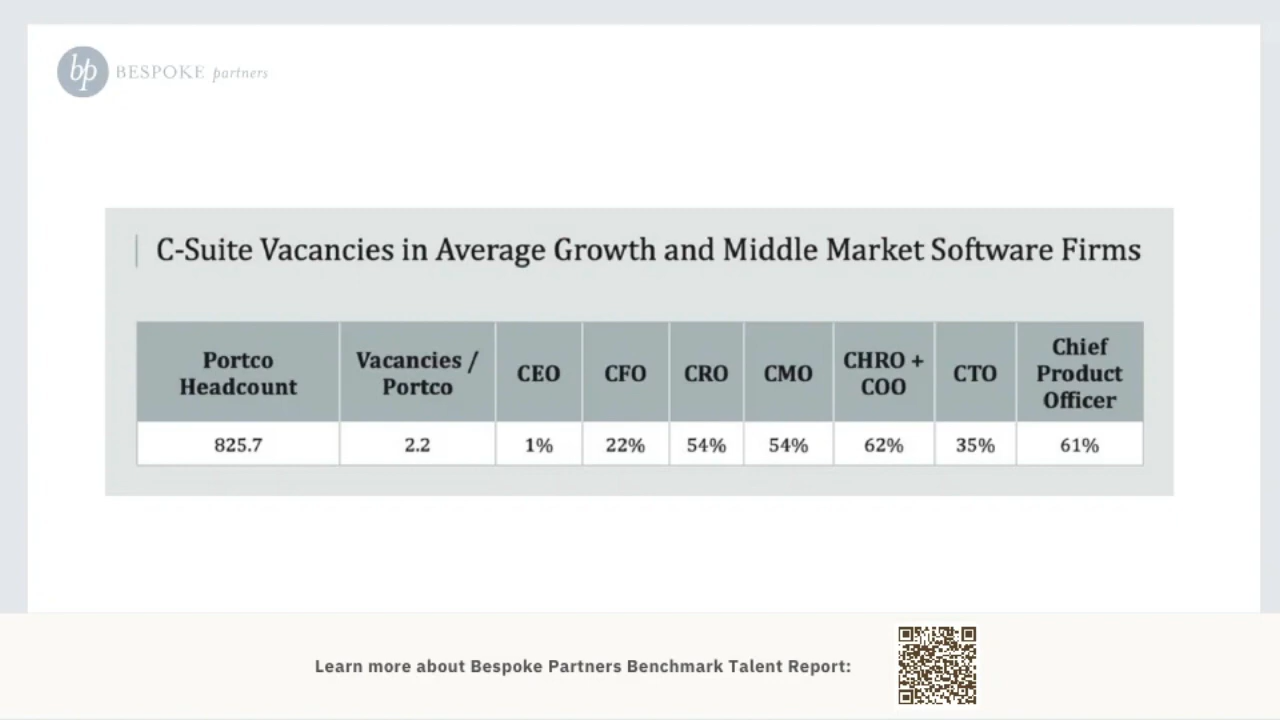 bp BESPOKE partners
C-Suite Vacancies in Average Growth and Middle Market Software Firms
Portco Headcount | Vacancies / Portco | CEO | CFO | CRO | CMO | CHRO + COO | CTO | Chief Product Officer
825.7 | 2.2 | 1% | 22% | 54% | 54% | 62% | 35% | 61%
Learn more about Bespoke Partners Benchmark Talent Report: